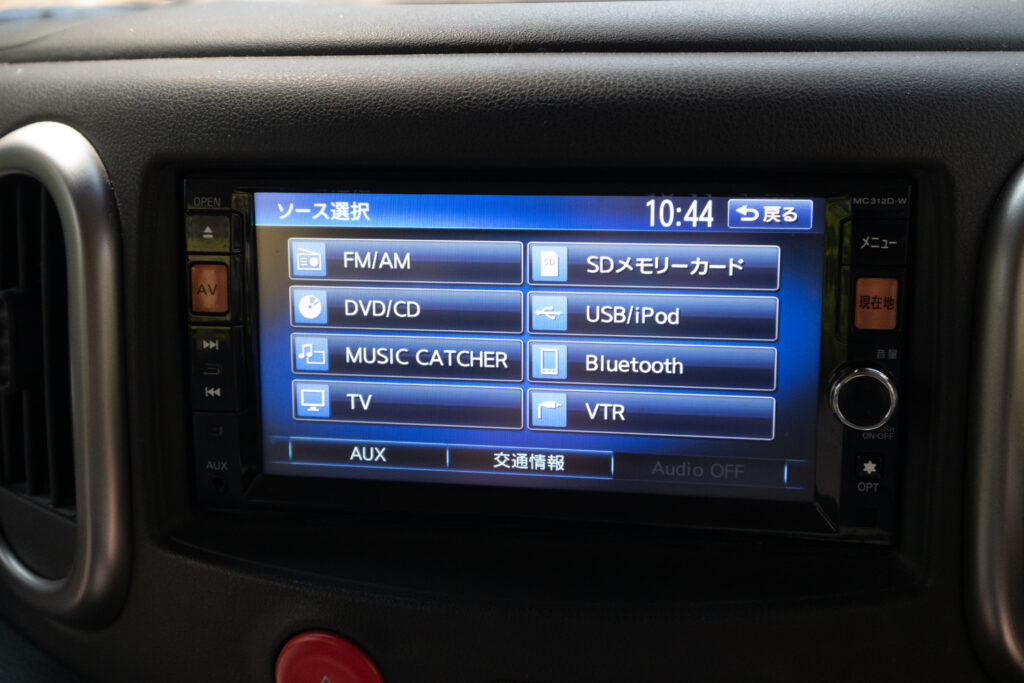 OPEN
AV
AUX
ソース選択
10:44
戻る
FM/AM
SDメモリーカード
DVD/CD
USB/iPod
MUSIC CATCHER
Bluetooth
TV
VTR
AUX
交通情報
Audio OFF
MC312D-W
メニュー
現在地
音量
PUSH
ON·OFF
OPT